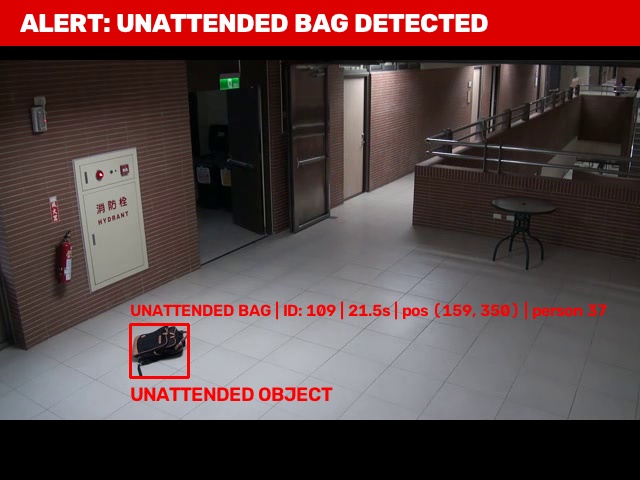 ALERT: UNATTENDED BAG DETECTED
消防栓
HYDRANT
UNATTENDED BAG | ID: 109 | 21.5s | pos (159, 350) | person 37
UNATTENDED OBJECT